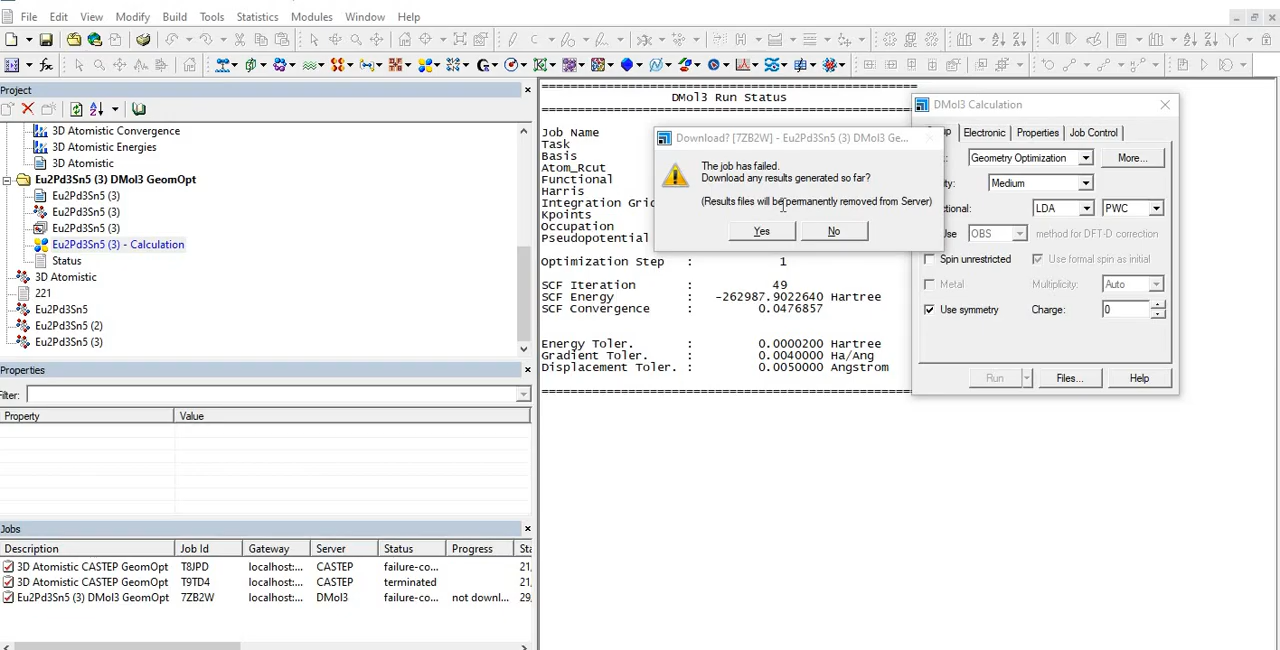 File Edit View Modify Build Tools Statistics Modules Window Help
Project
3D Atomistic Convergence
3D Atomistic Energies
3D Atomistic
Eu2Pd3Sn5 (3) DMol3 GeomOpt
Eu2Pd3Sn5 (3)
Eu2Pd3Sn5 (3)
Eu2Pd3Sn5 (3)
Eu2Pd3Sn5 (3) - Calculation
Status
3D Atomistic
221
Eu2Pd3Sn5
Eu2Pd3Sn5 (2)
Eu2Pd3Sn5 (3)
Properties
Filter:
Property Value
Jobs
Description Job Id Gateway Server Status Progress
3D Atomistic CASTEP GeomOpt T8JPD localhost:... CASTEP failure-co... 21,
3D Atomistic CASTEP GeomOpt T9TD4 localhost:... CASTEP terminated 21,
Eu2Pd3Sn5 (3) DMol3 GeomOpt 7ZB2W localhost:... DMol3 failure-co... not downl... 29,
DMol3 Run Status
Job Name
Task
Basis
Atom_Rcut
Functional
Harris
Integration Grid
Kpoints
Occupation
Pseudopotential
Optimization Step : 1
SCF Iteration : 49
SCF Energy : -262987.9022640 Hartree
SCF Convergence : 0.0476857
Energy Toler. : 0.0000200 Hartree
Gradient Toler. : 0.0040000 Ha/Ang
Displacement Toler. : 0.0050000 Angstrom
Download? [7ZB2W] - Eu2Pd3Sn5 (3) DMol3 Ge...
The job has failed.
Download any results generated so far?
(Results files will be permanently removed from Server)
Yes No
DMol3 Calculation
Electronic Properties Job Control
Geometry Optimization More...
Medium
LDA PWC
Use OBS method for DFT-D correction
Spin unrestricted Use formal spin as initial
Metal Multiplicity: Auto
Use symmetry Charge: 0
Run Files... Help